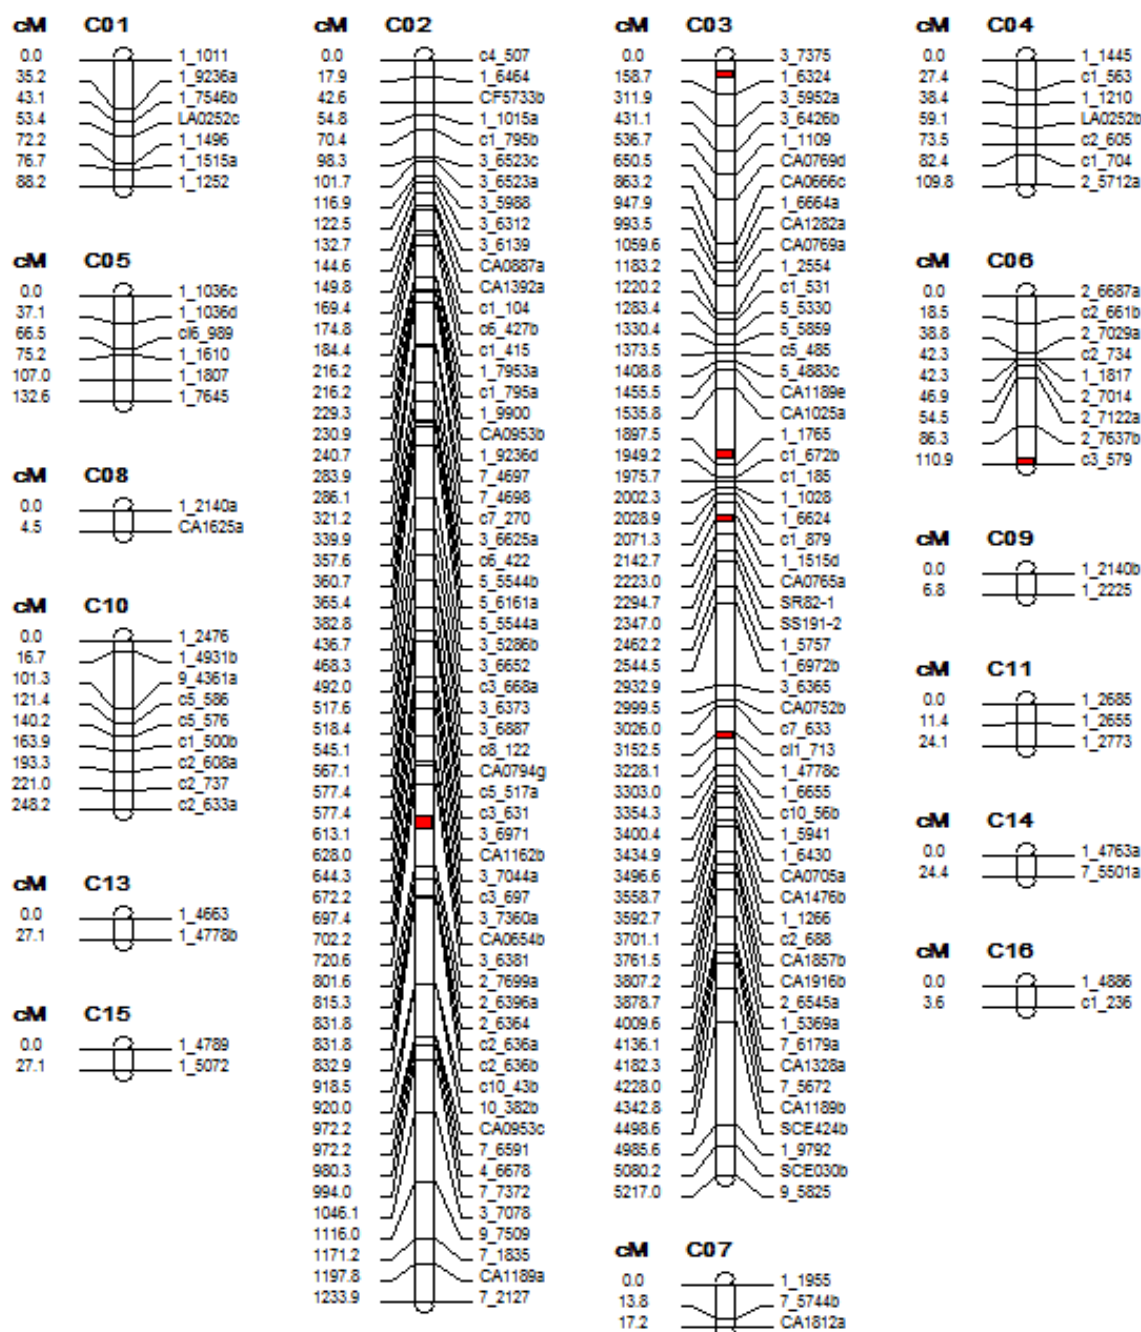 cM C01
0.0 1_1011
35.2 1_9236a
43.1 1_7546b
53.4 LA0252c
72.2 1_1496
76.7 1_1515a
88.2 1_1252
cM C05
0.0 1_1036c
37.1 1_1036d
66.5 cl6_989
75.2 1_1610
107.0 1_1807
132.6 1_7645
cM C08
0.0 1_2140a
4.5 CA1625a
cM C10
0.0 1_2476
16.7 1_4931b
101.3 9_4361a
121.4 c5_586
140.2 c5_576
163.9 c1_500b
193.3 c2_608a
221.0 c2_737
248.2 c2_633a
cM C13
0.0 1_4663
27.1 1_4778b
cM C15
0.0 1_4789
27.1 1_5072
cM C02
0.0 c4_507
17.9 1_6464
42.6 CF5733b
54.8 1_1015a
70.4 c1_795b
98.3 3_6523c
101.7 3_6523a
116.9 3_5988
122.5 3_6312
132.7 3_6139
144.6 CA0887a
149.8 CA1392a
169.4 c1_104
174.8 c6_427b
184.4 c1_415
216.2 1_7953a
216.2 c1_795a
229.3 1_9900
230.9 CA0953b
240.7 1_9236d
283.9 7_4697
286.1 7_4698
321.2 c7_270
339.9 3_6625a
357.6 c6_422
360.7 5_5544b
365.4 5_6161a
382.8 5_5544a
436.7 3_5286b
468.3 3_6652
492.0 c3_668a
517.6 3_6373
518.4 3_6887
545.1 c8_122
567.1 CA0794g
577.4 c5_517a
577.4 c3_631
613.1 3_6971
628.0 CA1162b
644.3 3_7044a
672.2 c3_697
697.4 3_7360a
702.2 CA0654b
720.6 3_6381
801.6 2_7699a
815.3 2_6396a
831.8 2_6364
831.8 c2_636a
832.9 c2_636b
918.5 c10_43b
920.0 10_382b
972.2 CA0953c
972.2 7_6591
980.3 4_6678
994.0 7_7372
1046.1 3_7078
1116.0 9_7509
1171.2 7_1835
1197.8 CA1189a
1233.9 7_2127
cM C03
0.0 3_7375
158.7 1_6324
311.9 3_5952a
431.1 3_6426b
536.7 1_1109
650.5 CA0769d
863.2 CA0666c
947.9 1_6664a
993.5 CA1282a
1059.6 CA0769a
1183.2 1_2554
1220.2 c1_531
1283.4 5_5330
1330.4 5_5859
1373.5 c5_485
1408.8 5_4883c
1455.5 CA1189e
1535.8 CA1025a
1897.5 1_1765
1949.2 c1_672b
1975.7 c1_185
2002.3 1_1028
2028.9 1_6624
2071.3 c1_879
2142.7 1_1515d
2223.0 CA0765a
2294.7 SR82-1
2347.0 SS191-2
2462.2 1_5757
2544.5 1_6972b
2932.9 3_6365
2999.5 CA0752b
3026.0 c7_633
3152.5 cl1_713
3228.1 1_4778c
3303.0 1_6655
3354.3 c10_56b
3400.4 1_5941
3434.9 1_6430
3496.6 CA0705a
3558.7 CA1476b
3592.7 1_1266
3701.1 c2_688
3761.5 CA1857b
3807.2 CA1916b
3878.7 2_6545a
4009.6 1_5369a
4136.1 7_6179a
4182.3 CA1328a
4228.0 7_5672
4342.8 CA1189b
4498.6 SCE424b
4985.6 1_9792
5080.2 SCE030b
5217.0 9_5825
cM C07
0.0 1_1955
13.8 7_5744b
17.2 CA1812a
cM C04
0.0 1_1445
27.4 c1_563
38.4 1_1210
59.1 LA0252b
73.5 c2_605
82.4 c1_704
109.8 2_5712a
cM C06
0.0 2_6687a
18.5 c2_661b
38.8 2_7029a
42.3 c2_734
42.3 1_1817
46.9 2_7014
54.5 2_7122a
86.3 2_7637b
110.9 c3_579
cM C09
0.0 1_2140b
6.8 1_2225
cM C11
0.0 1_2685
11.4 1_2655
24.1 1_2773
cM C14
0.0 1_4763a
24.4 7_5501a
cM C16
0.0 1_4886
3.6 c1_236